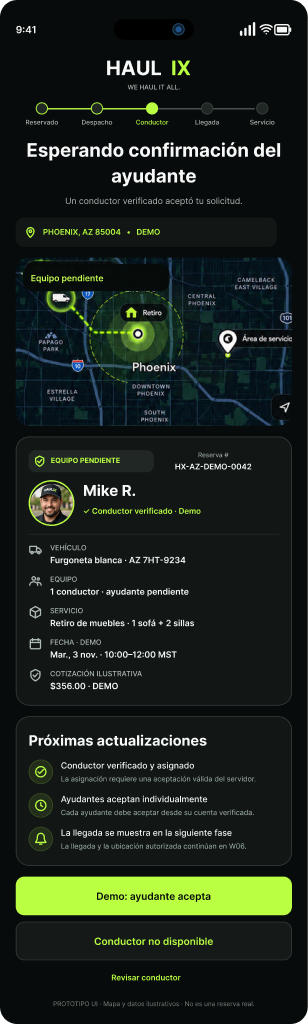 9:41
HAUL IX
WE HAUL IT ALL.
Reservado Despacho Conductor Llegada Servicio
Esperando confirmación del
ayudante
Un conductor verificado aceptó tu solicitud.
PHOENIX, AZ 85004 • DEMO
Equipo pendiente
CAMELBACK
EAST VILLAGE
17
CENTRAL
PHOENIX
Retiro
101
PAPAGO
PARK
Área de servicio
10
Phoenix
ESTRELLA
VILLAGE
DOWNTOWN
PHOENIX
SOUTH
PHOENIX
EQUIPO PENDIENTE
Reserva #
HX-AZ-DEMO-0042
Mike R.
✓ Conductor verificado · Demo
VEHÍCULO
Furgoneta blanca · AZ 7HT-9234
EQUIPO
1 conductor · ayudante pendiente
SERVICIO
Retiro de muebles · 1 sofá + 2 sillas
FECHA · DEMO
Mar., 3 nov. · 10:00–12:00 MST
COTIZACIÓN ILUSTRATIVA
$356.00 · DEMO
Próximas actualizaciones
Conductor verificado y asignado
La asignación requiere una aceptación válida del servidor.
Ayudantes aceptan individualmente
Cada ayudante debe aceptar desde su cuenta verificada.
La llegada se muestra en la siguiente fase
La llegada y la ubicación autorizada continúan en W06.
Demo: ayudante acepta
Conductor no disponible
Revisar conductor
PROTOTIPO UI · Mapa y datos ilustrativos · No es una reserva real.